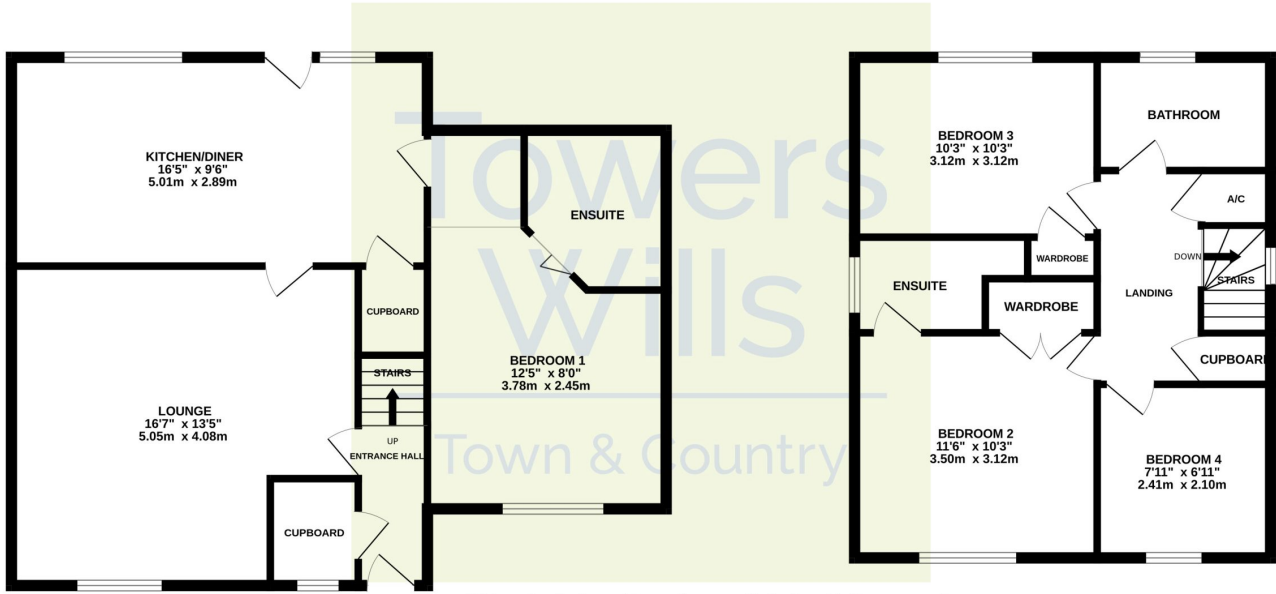 KITCHEN/DINER
16'5" x 9'6"
5.01m x 2.89m
Towers
Wills
Town & Country
ENSUITE
CUPBOARD
STAIRS
BEDROOM 1
12'5" x 8'0"
3.78m x 2.45m
LOUNGE
16'7" x 13'5"
5.05m x 4.08m
UP
ENTRANCE HALL
CUPBOARD
BEDROOM 3
10'3" x 10'3"
3.12m x 3.12m
BATHROOM
A/C
WARDROBE
DOWN
STAIRS
ENSUITE
LANDING
WARDROBE
CUPBOARD
BEDROOM 2
11'6" x 10'3"
3.50m x 3.12m
BEDROOM 4
7'11" x 6'11"
2.41m x 2.10m